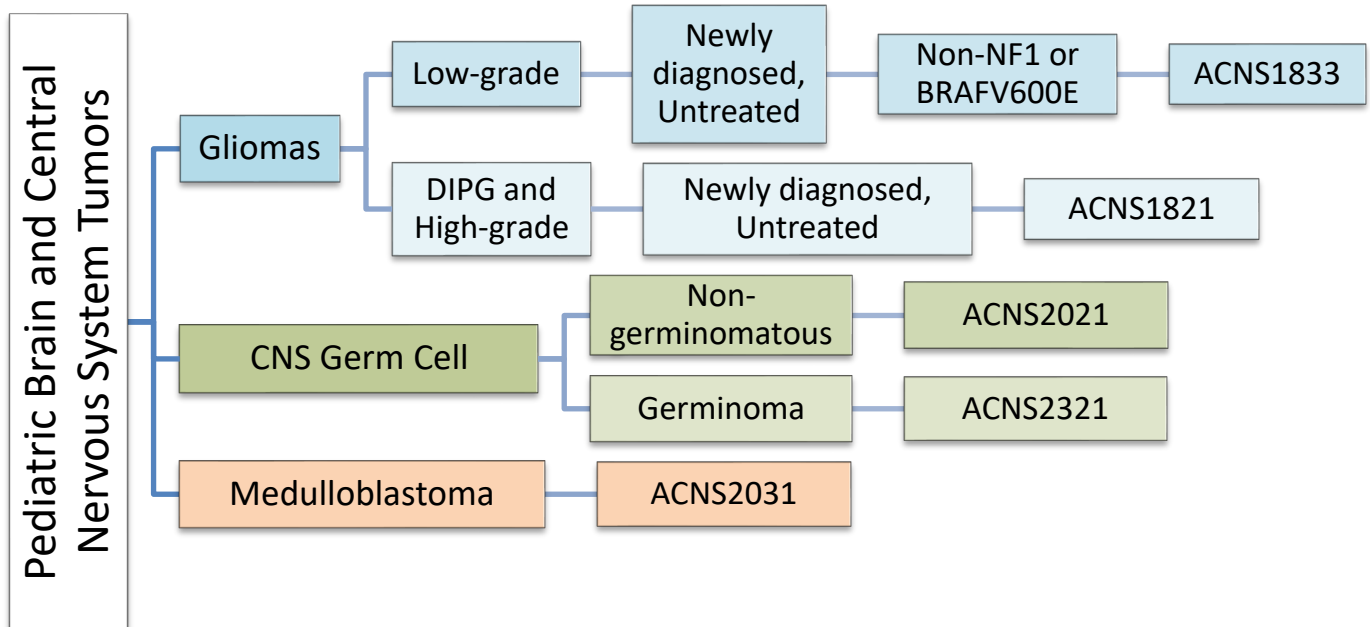 Pediatric Brain and Central
Nervous System Tumors
Gliomas
Low-grade
Newly
diagnosed,
Untreated
Non-NF1 or
BRAFV600E
ACNS1833
DIPG and
High-grade
Newly diagnosed,
Untreated
ACNS1821
CNS Germ Cell
Non-
germinomatous
ACNS2021
Germinoma
ACNS2321
Medulloblastoma
ACNS2031